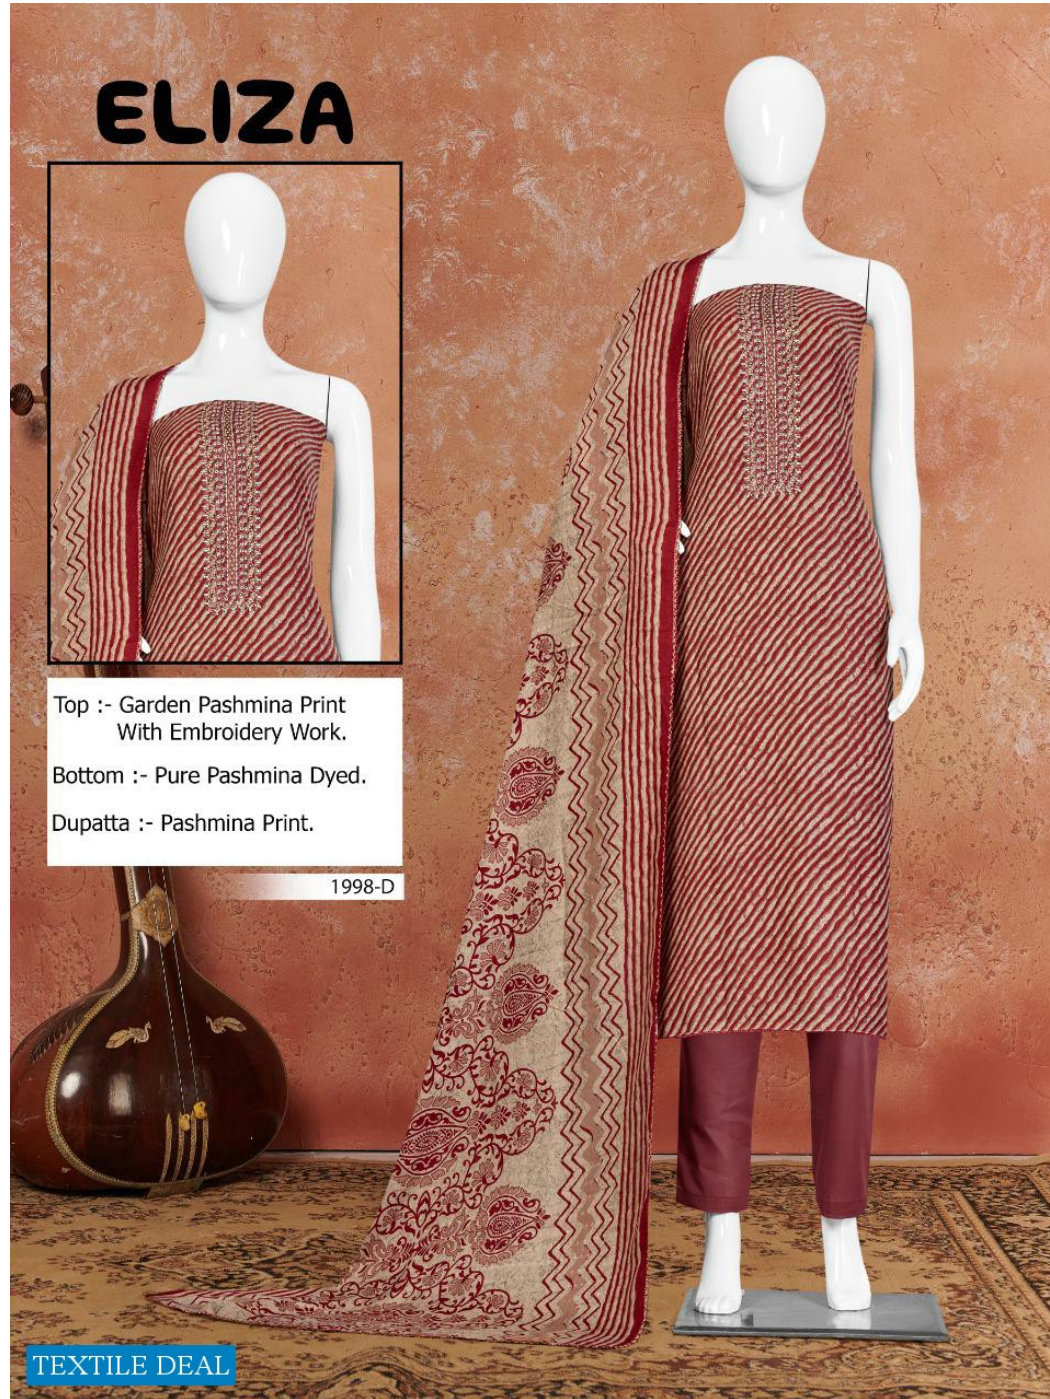 ELIZA
Top :- Garden Pashmina Print
With Embroidery Work.
Bottom :- Pure Pashmina Dyed.
Dupatta :- Pashmina Print.
1998-D
TEXTILE DEAL